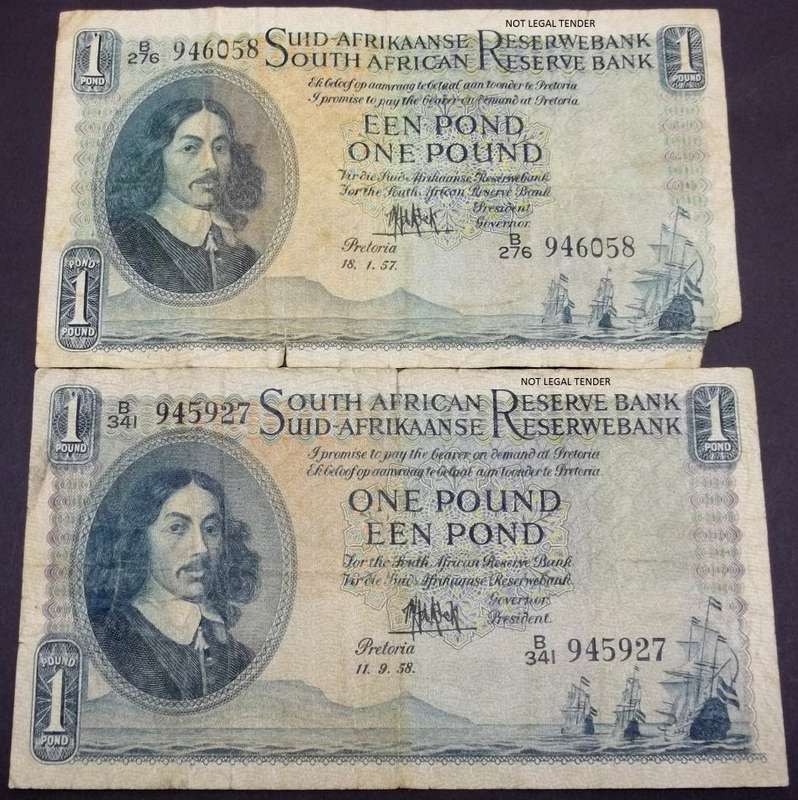 NOT LEGAL TENDER
1 B/276 946058 SUID-AFRIKAANSE RESERWEBANK 1
POND SOUTH AFRICAN RESERVE BANK POUND
Ek beloof op aanvraag te betaal aan toonder te Pretoria
I promise to pay the bearer on demand at Pretoria
EEN POND
ONE POUND
Vir die Suid-Afrikaanse Reserwebank
For the South African Reserve Bank
President
Governor.
Pretoria
18. 1. 57.
B/276 946058
POND
1
POUND
NOT LEGAL TENDER
1 B/341 945927 SOUTH AFRICAN RESERVE BANK 1
POUND SUID-AFRIKAANSE RESERWEBANK POND
I promise to pay the bearer on demand at Pretoria
Ek beloof op aanvraag te betaal aan toonder te Pretoria
ONE POUND
EEN POND
For the South African Reserve Bank
Vir die Suid-Afrikaanse Reserwebank.
Governor.
President.
Pretoria
11. 9. 58.
B/341 945927
POUND
1
POND